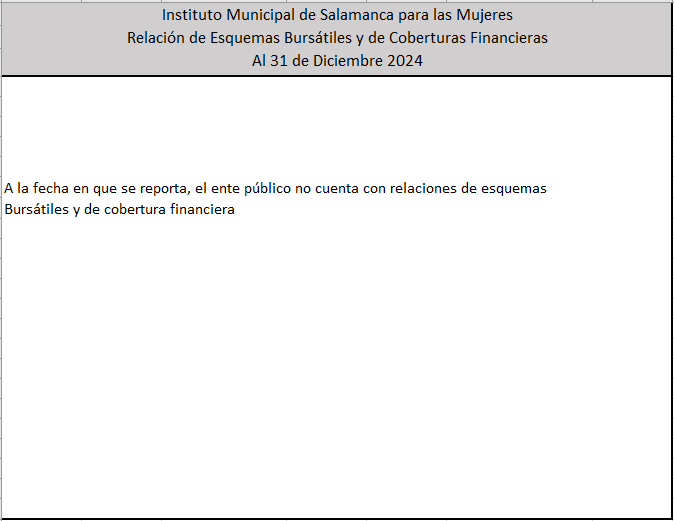 Instituto Municipal de Salamanca para las Mujeres
Relación de Esquemas Bursátiles y de Coberturas Financieras
Al 31 de Diciembre 2024
A la fecha en que se reporta, el ente público no cuenta con relaciones de esquemas
Bursátiles y de cobertura financiera